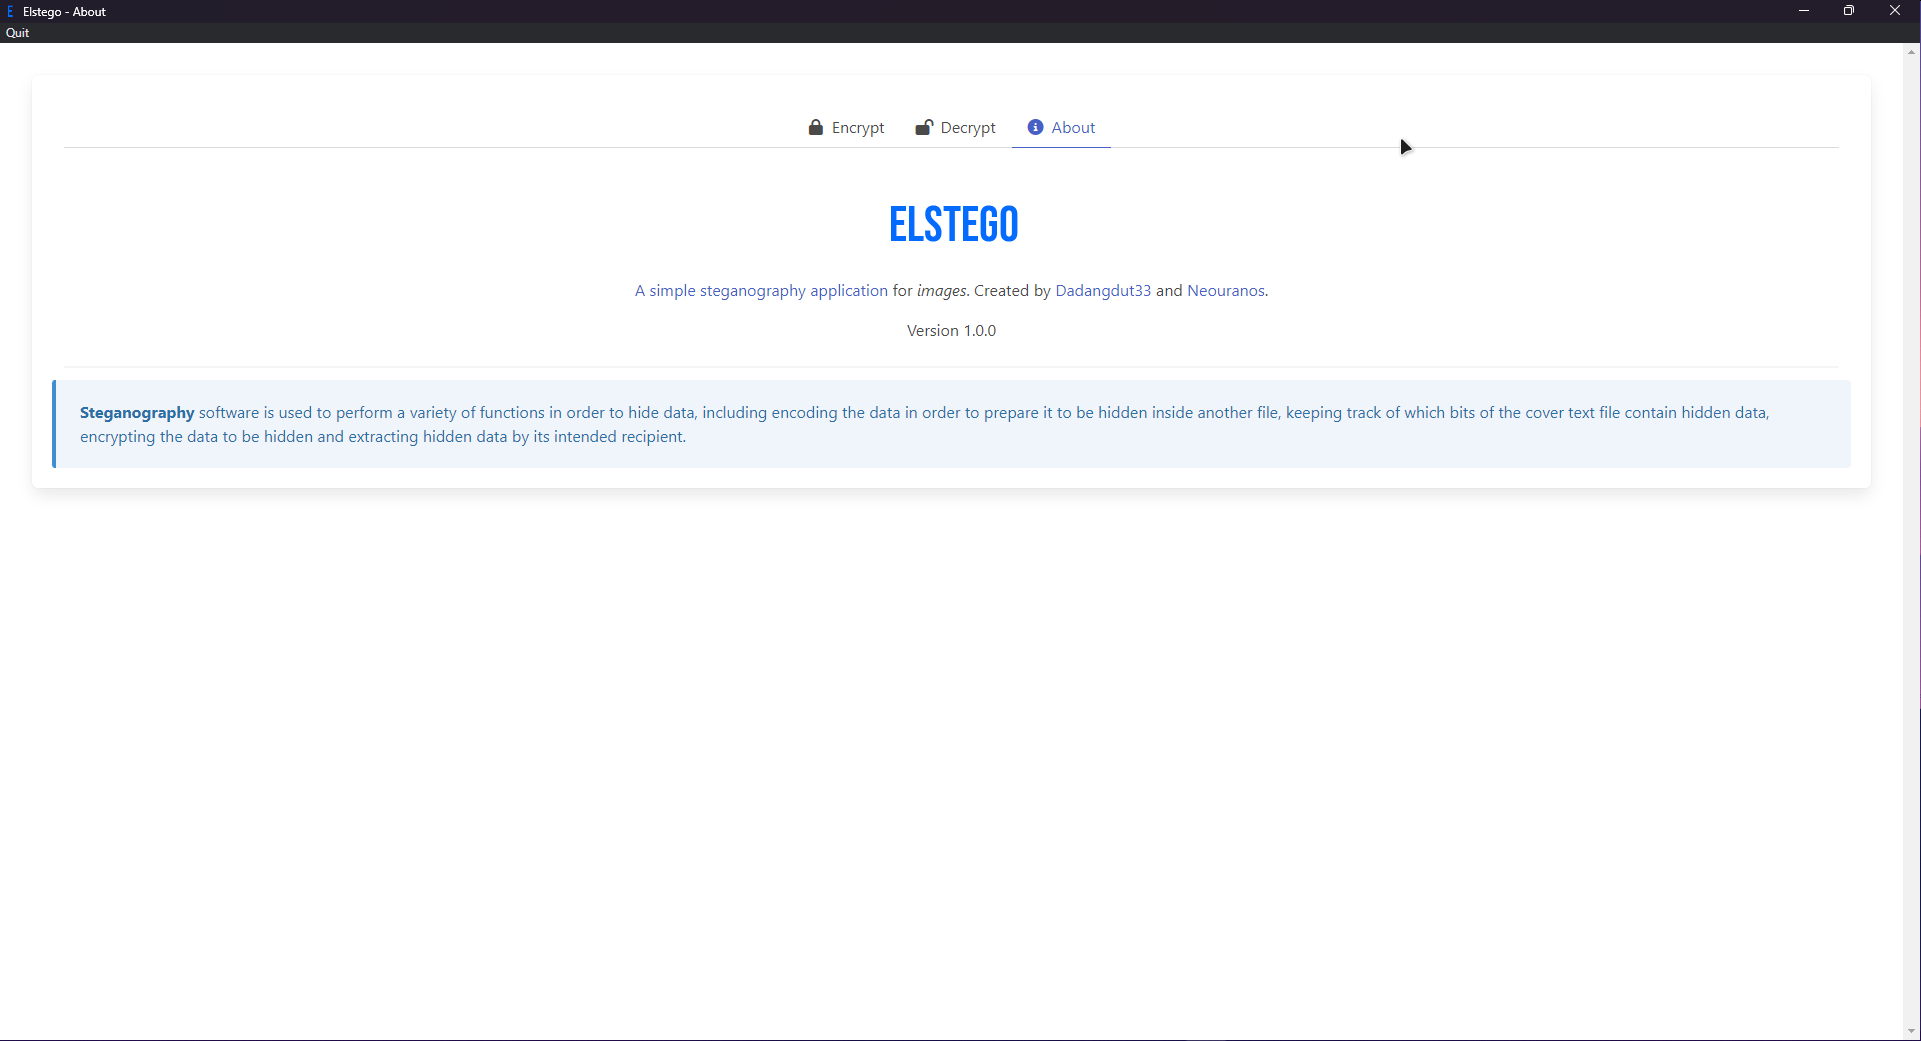 Elstego - About
Quit
Encrypt Decrypt About
ELSTEGO
A simple steganography application for images. Created by Dadangdut33 and Neouranos.
Version 1.0.0
Steganography software is used to perform a variety of functions in order to hide data, including encoding the data in order to prepare it to be hidden inside another file, keeping track of which bits of the cover text file contain hidden data,
encrypting the data to be hidden and extracting hidden data by its intended recipient.